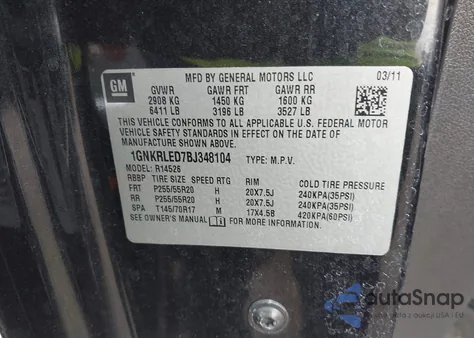 GM
MFD BY GENERAL MOTORS LLC 03/11
GVWR GAWR FRT GAWR RR
2908 KG 1450 KG 1600 KG
6411 LB 3196 LB 3527 LB
THIS VEHICLE CONFORMS TO ALL APPLICABLE U.S. FEDERAL MOTOR
VEHICLE SAFETY STANDARDS IN EFFECT ON THE DATE OF
MANUFACTURE SHOWN ABOVE.
1GNKRLED7BJ348104 TYPE: M.P.V.
MODEL: R14526
RBBP TIRE SIZE SPEED RTG RIM COLD TIRE PRESSURE
FRT P255/55R20 H 20X7.5J 240KPA(35PSI)
RR P255/55R20 H 20X7.5J 240KPA(35PSI)
SPA T145/70R17 M 17X4.5B 420KPA(60PSI)
SEE OWNER'S MANUAL FOR MORE INFORMATION.
autaSnap
z aukcji USA